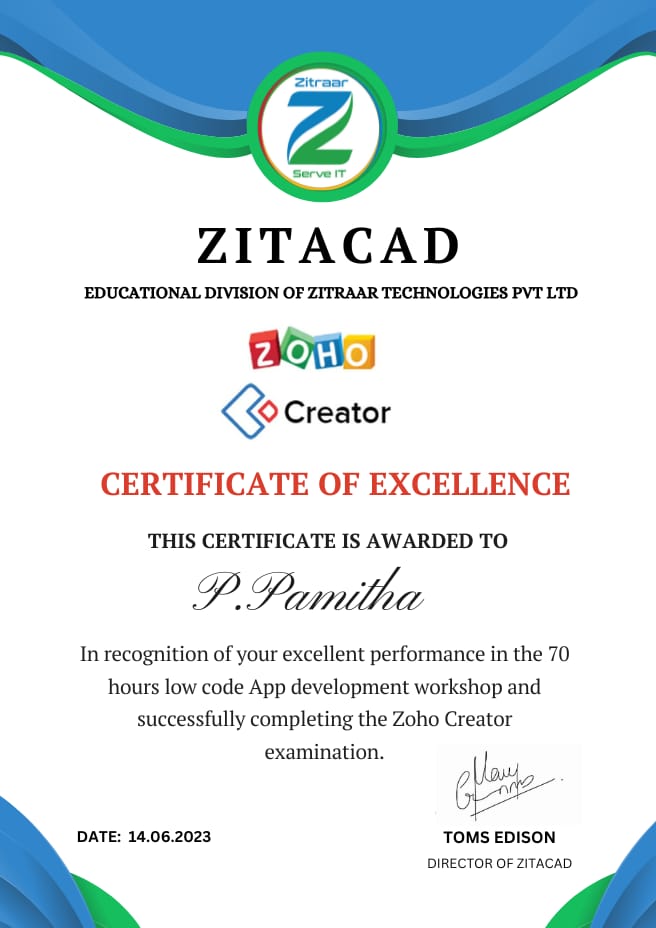 Zitraar
Z
Serve IT
ZITACAD
EDUCATIONAL DIVISION OF ZITRAAR TECHNOLOGIES PVT LTD
ZOHO
Creator
CERTIFICATE OF EXCELLENCE
THIS CERTIFICATE IS AWARDED TO
P.Pamitha
In recognition of your excellent performance in the 70
hours low code App development workshop and
successfully completing the Zoho Creator
examination.
DATE: 14.06.2023
TOMS EDISON
DIRECTOR OF ZITACAD